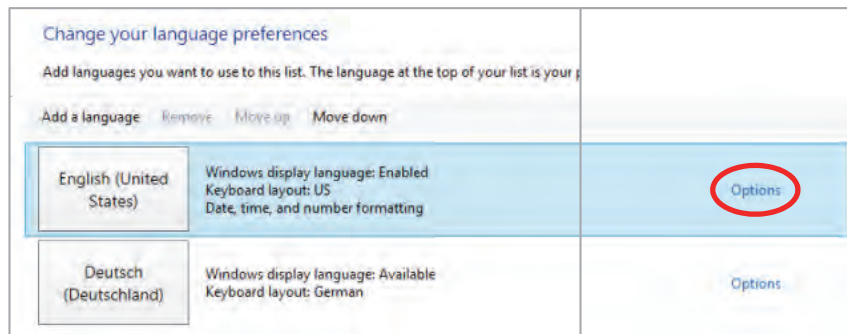 Change your language preferences
Add languages you want to use to this list. The language at the top of your list is your
Add a language Remove Move up Move down
English (United
States)
Windows display language: Enabled
Keyboard layout: US
Date, time, and number formatting
Options
Deutsch
(Deutschland)
Windows display language: Available
Keyboard layout: German
Options